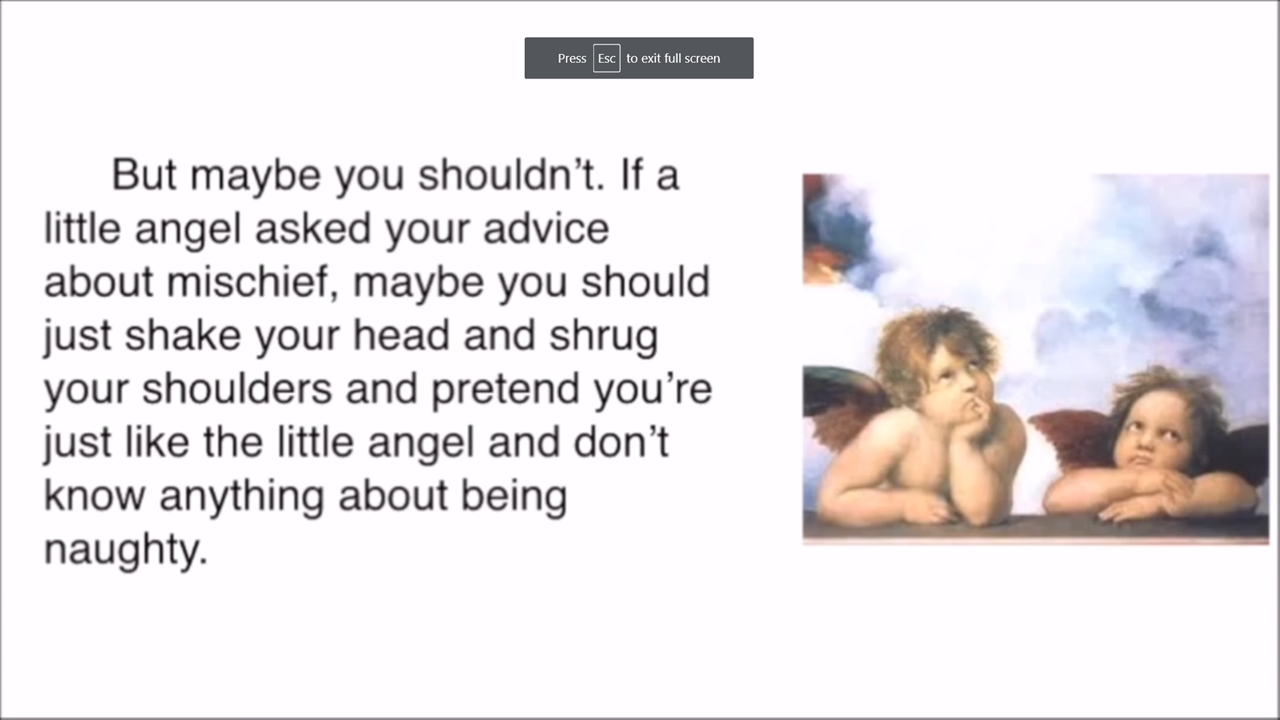 Press Esc to exit full screen
But maybe you shouldn’t. If a
little angel asked your advice
about mischief, maybe you should
just shake your head and shrug
your shoulders and pretend you’re
just like the little angel and don’t
know anything about being
naughty.